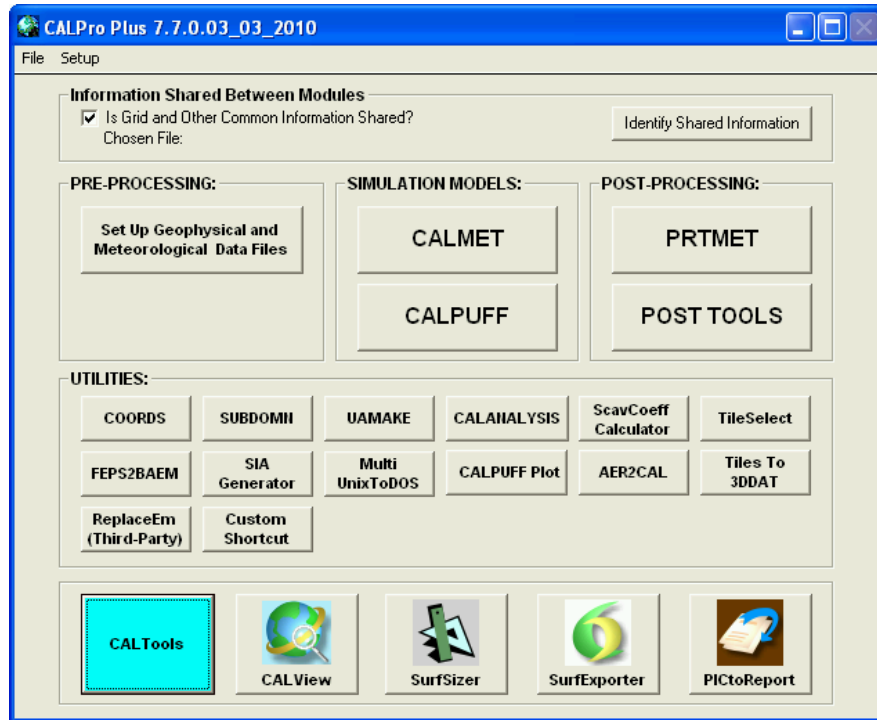 CALPro Plus 7.7.0.03_03_2010
File Setup
Information Shared Between Modules
Is Grid and Other Common Information Shared?
Chosen File:
Identify Shared Information
PRE-PROCESSING:
Set Up Geophysical and
Meteorological Data Files
SIMULATION MODELS:
CALMET
CALPUFF
POST-PROCESSING:
PRTMET
POST TOOLS
UTILITIES:
COORDS
SUBDOMN
UAMAKE
CALANALYSIS
ScavCoeff
Calculator
TileSelect
FEPS2BAEM
SIA
Generator
Multi
UnixToDOS
CALPUFF Plot
AER2CAL
Tiles To
3DDAT
ReplaceEm
(Third-Party)
Custom
Shortcut
CALTools
CALView
SurfSizer
SurfExporter
PICtoReport